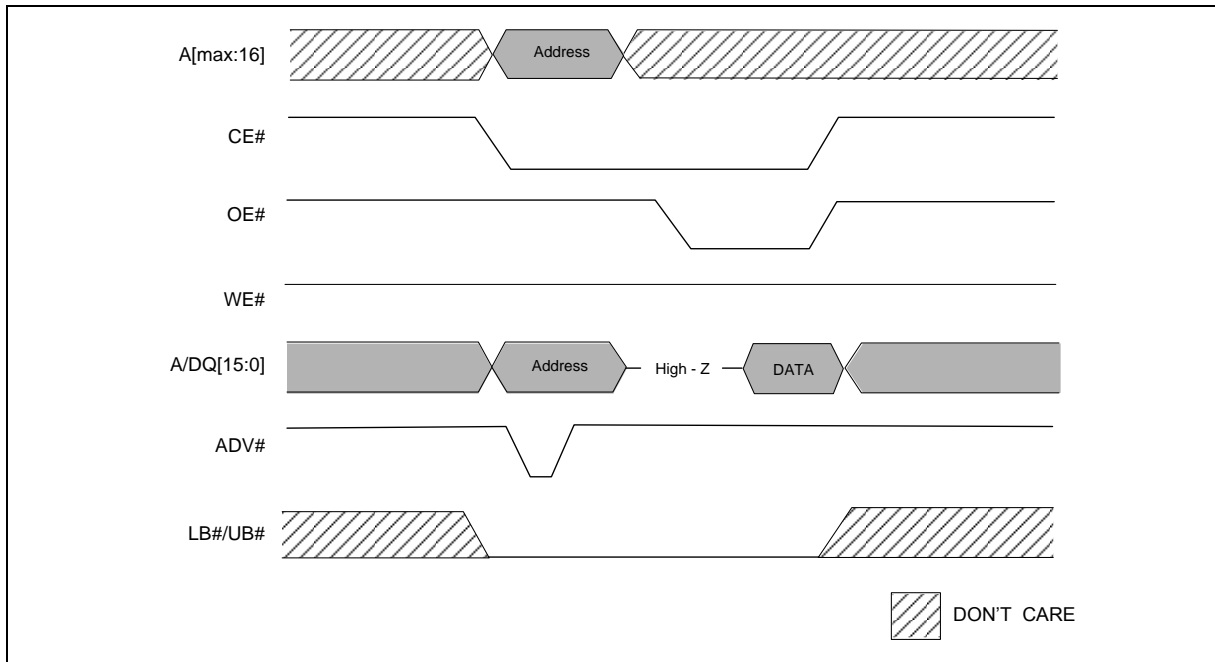 A[max:16]
Address
CE#
OE#
WE#
A/DQ[15:0]
Address
High - Z
DATA
ADV#
LB#/UB#
DON'T CARE